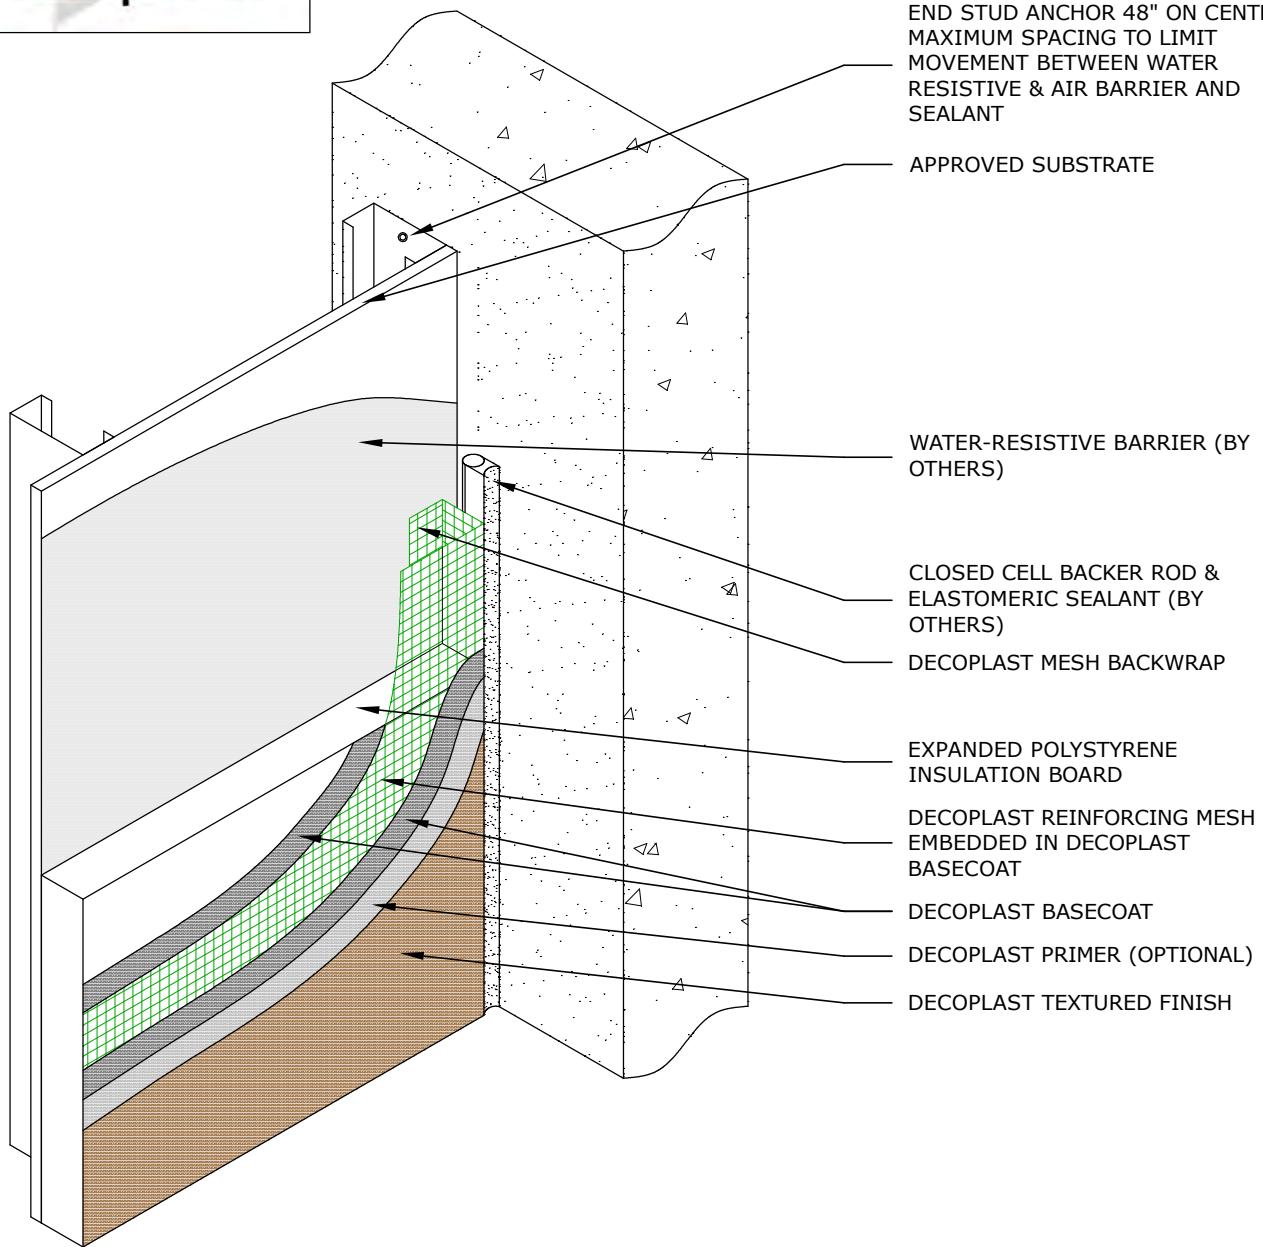 END STUD ANCHOR 48" ON
MAXIMUM SPACING TO LIMIT
MOVEMENT BETWEEN WATER
RESISTIVE & AIR BARRIER AND
SEALANT
APPROVED SUBSTRATE
WATER-RESISTIVE BARRIER (BY
OTHERS)
CLOSED CELL BACKER ROD &
ELASTOMERIC SEALANT (BY
OTHERS)
DECOPLAST MESH BACKWRAP
EXPANDED POLYSTYRENE
INSULATION BOARD
DECOPLAST REINFORCING MESH
EMBEDDED IN DECOPLAST
BASECOAT
DECOPLAST BASECOAT
DECOPLAST PRIMER (OPTIONAL)
DECOPLAST TEXTURED FINISH